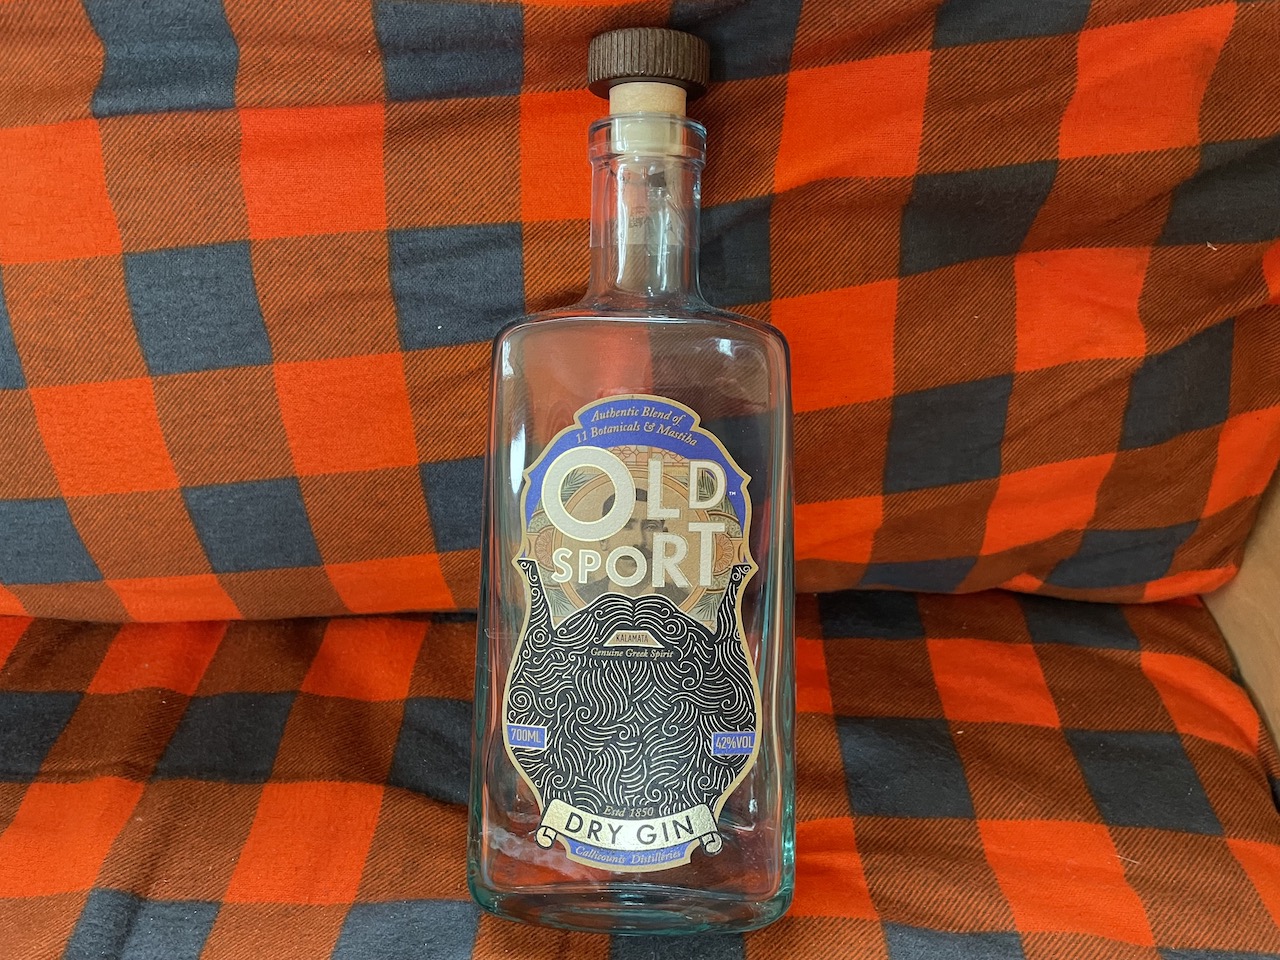 Authentic Blend of
11 Botanicals & Mastiha
OLD
™
SPORT
KALAMATA
Genuine Greek Spirit
700ML
42%VOL
Estd 1850
DRY GIN
Callicounis Distilleries